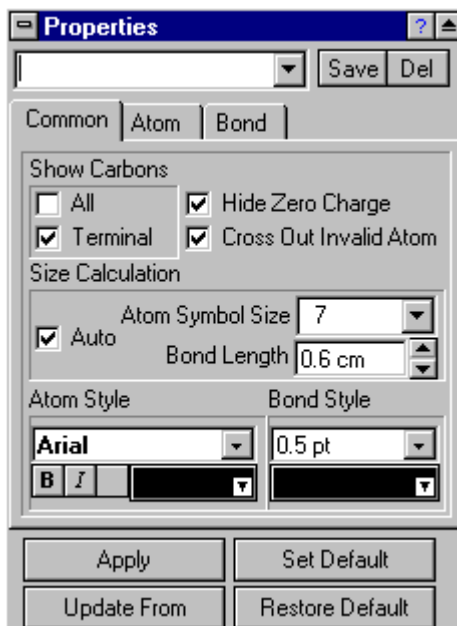 Properties ?
Save Del
Common Atom Bond
Show Carbons
All Hide Zero Charge
Terminal Cross Out Invalid Atom
Size Calculation
Atom Symbol Size 7
Auto
Bond Length 0.6 cm
Atom Style Bond Style
Arial 0.5 pt
B I
Apply Set Default
Update From Restore Default